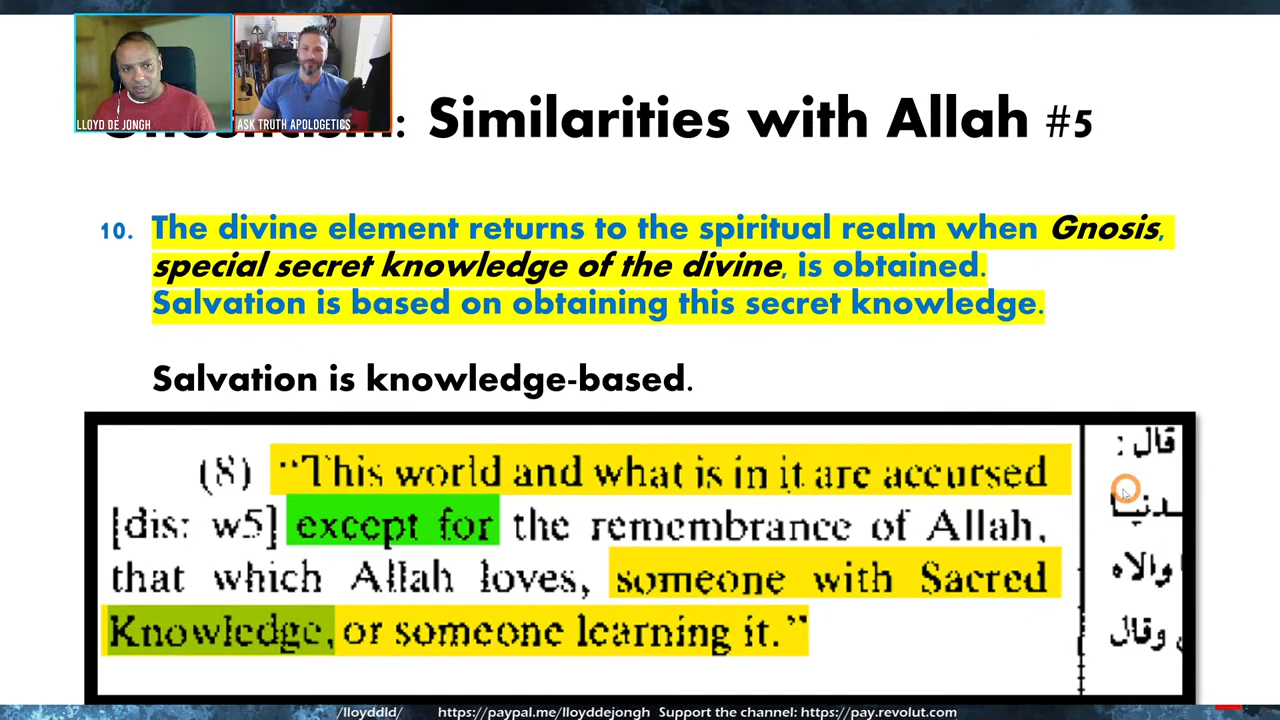 LLOYD DE JONGH
ASK TRUTH APOLOGETICS
: Similarities with Allah #5
10. The divine element returns to the spiritual realm when Gnosis,
special secret knowledge of the divine, is obtained.
Salvation is based on obtaining this secret knowledge.
Salvation is knowledge-based.
(8) “This world and what is in it are accursed
[dis: w5] except for the remembrance of Allah,
that which Allah loves, someone with Sacred
Knowledge, or someone learning it.”
قال :
والاه
وقال
/lloyddld/ https://paypal.me/lloyddejongh Support the channel: https://pay.revolut.com